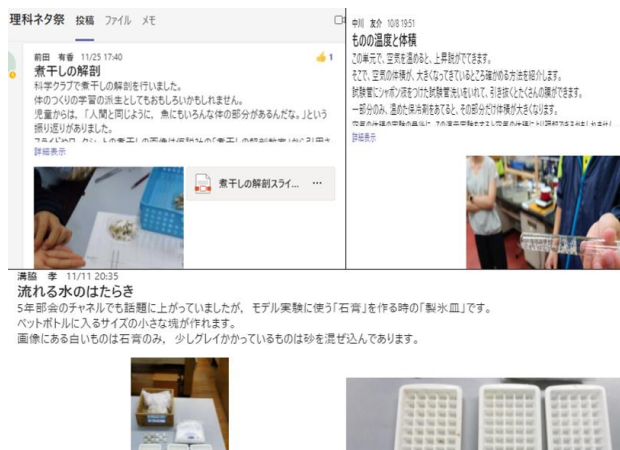 理科ネタ祭 投稿 ファイル メモ
前田 有香 11/25 17:40
1
煮干しの解剖
科学クラブで煮干しの解剖を行いました。
体のつくりの学習の派生としてもおもしろいかもしれません。
児童からは、「人間と同じように、魚にもいろんな体の部分があるんだな。」という
振り返りがありました。
詳細表示
煮干しの解剖スライ... ...
中川 友介 10/8 19:51
ものの温度と体積
この単元で、空気を温めると、上昇説がでてきます。
そこで、空気の体積が、大きくなってきているところ確かめる方法を紹介します。
試験管にシャボン液をつけた試験管洗いをいれて、引き抜くとたくさんの膜ができます。
一部分のみ、温めた保冷剤をあてると、その部分だけ体積が大きくなります。
詳細表示
溝脇 孝 11/11 20:35
流れる水のはたらき
5年部会のチャネルでも話題に上がっていましたが，モデル実験に使う「石膏」を作る時の「製氷皿」です。
ペットボトルに入るサイズの小さな塊が作れます。
画像にある白いものは石膏のみ，少しグレイかかっているものは砂を混ぜ込んであります。